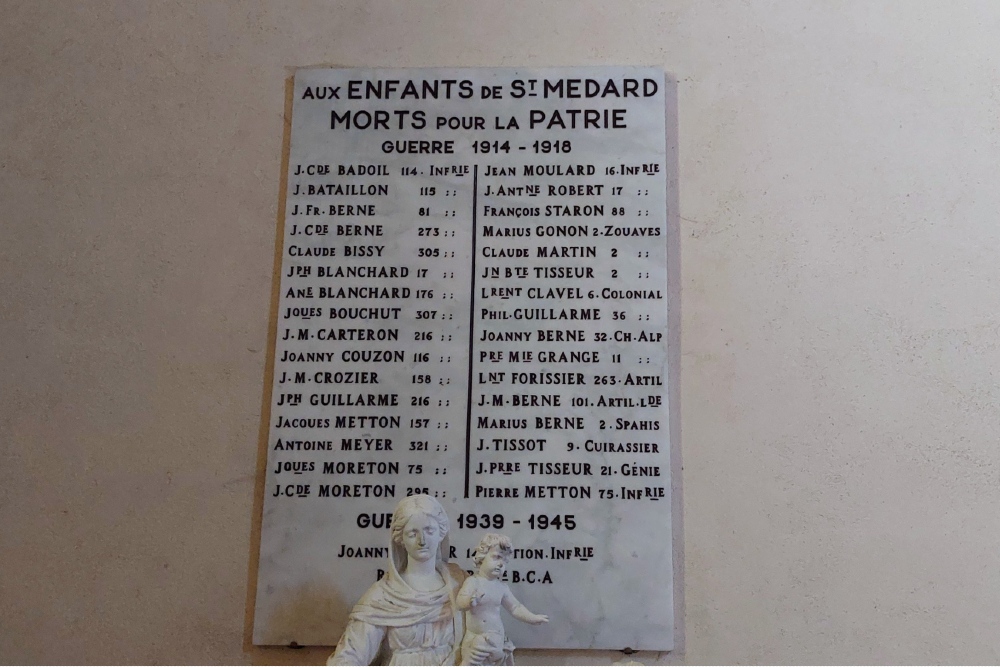 AUX ENFANTS DE ST MEDARD
MORTS POUR LA PATRIE
GUERRE 1914 - 1918
J. CDE BADOIL 114. INFRIE
J. BATAILLON 115 ::
J. FR. BERNE 81 ::
J. CDE BERNE 273 ::
CLAUDE BISSY 305 ::
JPH BLANCHARD 17 ::
ANE BLANCHARD 176 ::
JQUES BOUCHUT 307 ::
J. M. CARTERON 216 ::
JOANNY COUZON 116 ::
J. M. CROZIER 158 ::
JPH GUILLARME 216 ::
JACQUES METTON 157 ::
ANTOINE MEYER 321 ::
JQUES MORETON 75 ::
J. CDE MORETON 295 ::
JEAN MOULARD 16. INFRIE
J. ANTNE ROBERT 17 ::
FRANÇOIS STARON 88 ::
MARIUS GONON 2. ZOUAVES
CLAUDE MARTIN 2 ::
JN BTE TISSEUR 2 ::
LRENT CLAVEL 6. COLONIAL
PHIL. GUILLARME 36 ::
JOANNY BERNE 32. CH. ALP
PRE MIE GRANGE 11 ::
LNT FORISSIER 263. ARTIL
J. M. BERNE 101. ARTIL. LDE
MARIUS BERNE 2. SPAHIS
J. TISSOT 9. CUIRASSIER
J. PRRE TISSEUR 21. GÉNIE
PIERRE METTON 75. INFRIE
1939 - 1945
JOANNY INFRIE
B.C.A